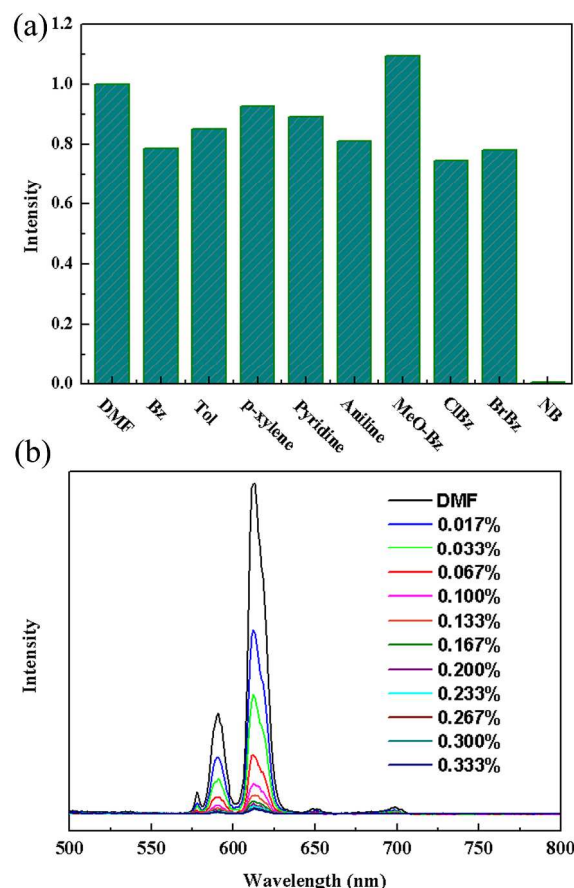 (a)
1.2
1.0
0.8
0.6
0.4
0.2
0.0
Intensity
DMF
Bz
Tol
p-xylene
Pyridine
Aniline
MeO-Bz
ClBz
BrBz
NB
(b)
DMF
0.017%
0.033%
0.067%
0.100%
0.133%
0.167%
0.200%
0.233%
0.267%
0.300%
0.333%
Intensity
500
550
600
650
700
750
800
Wavelength (nm)